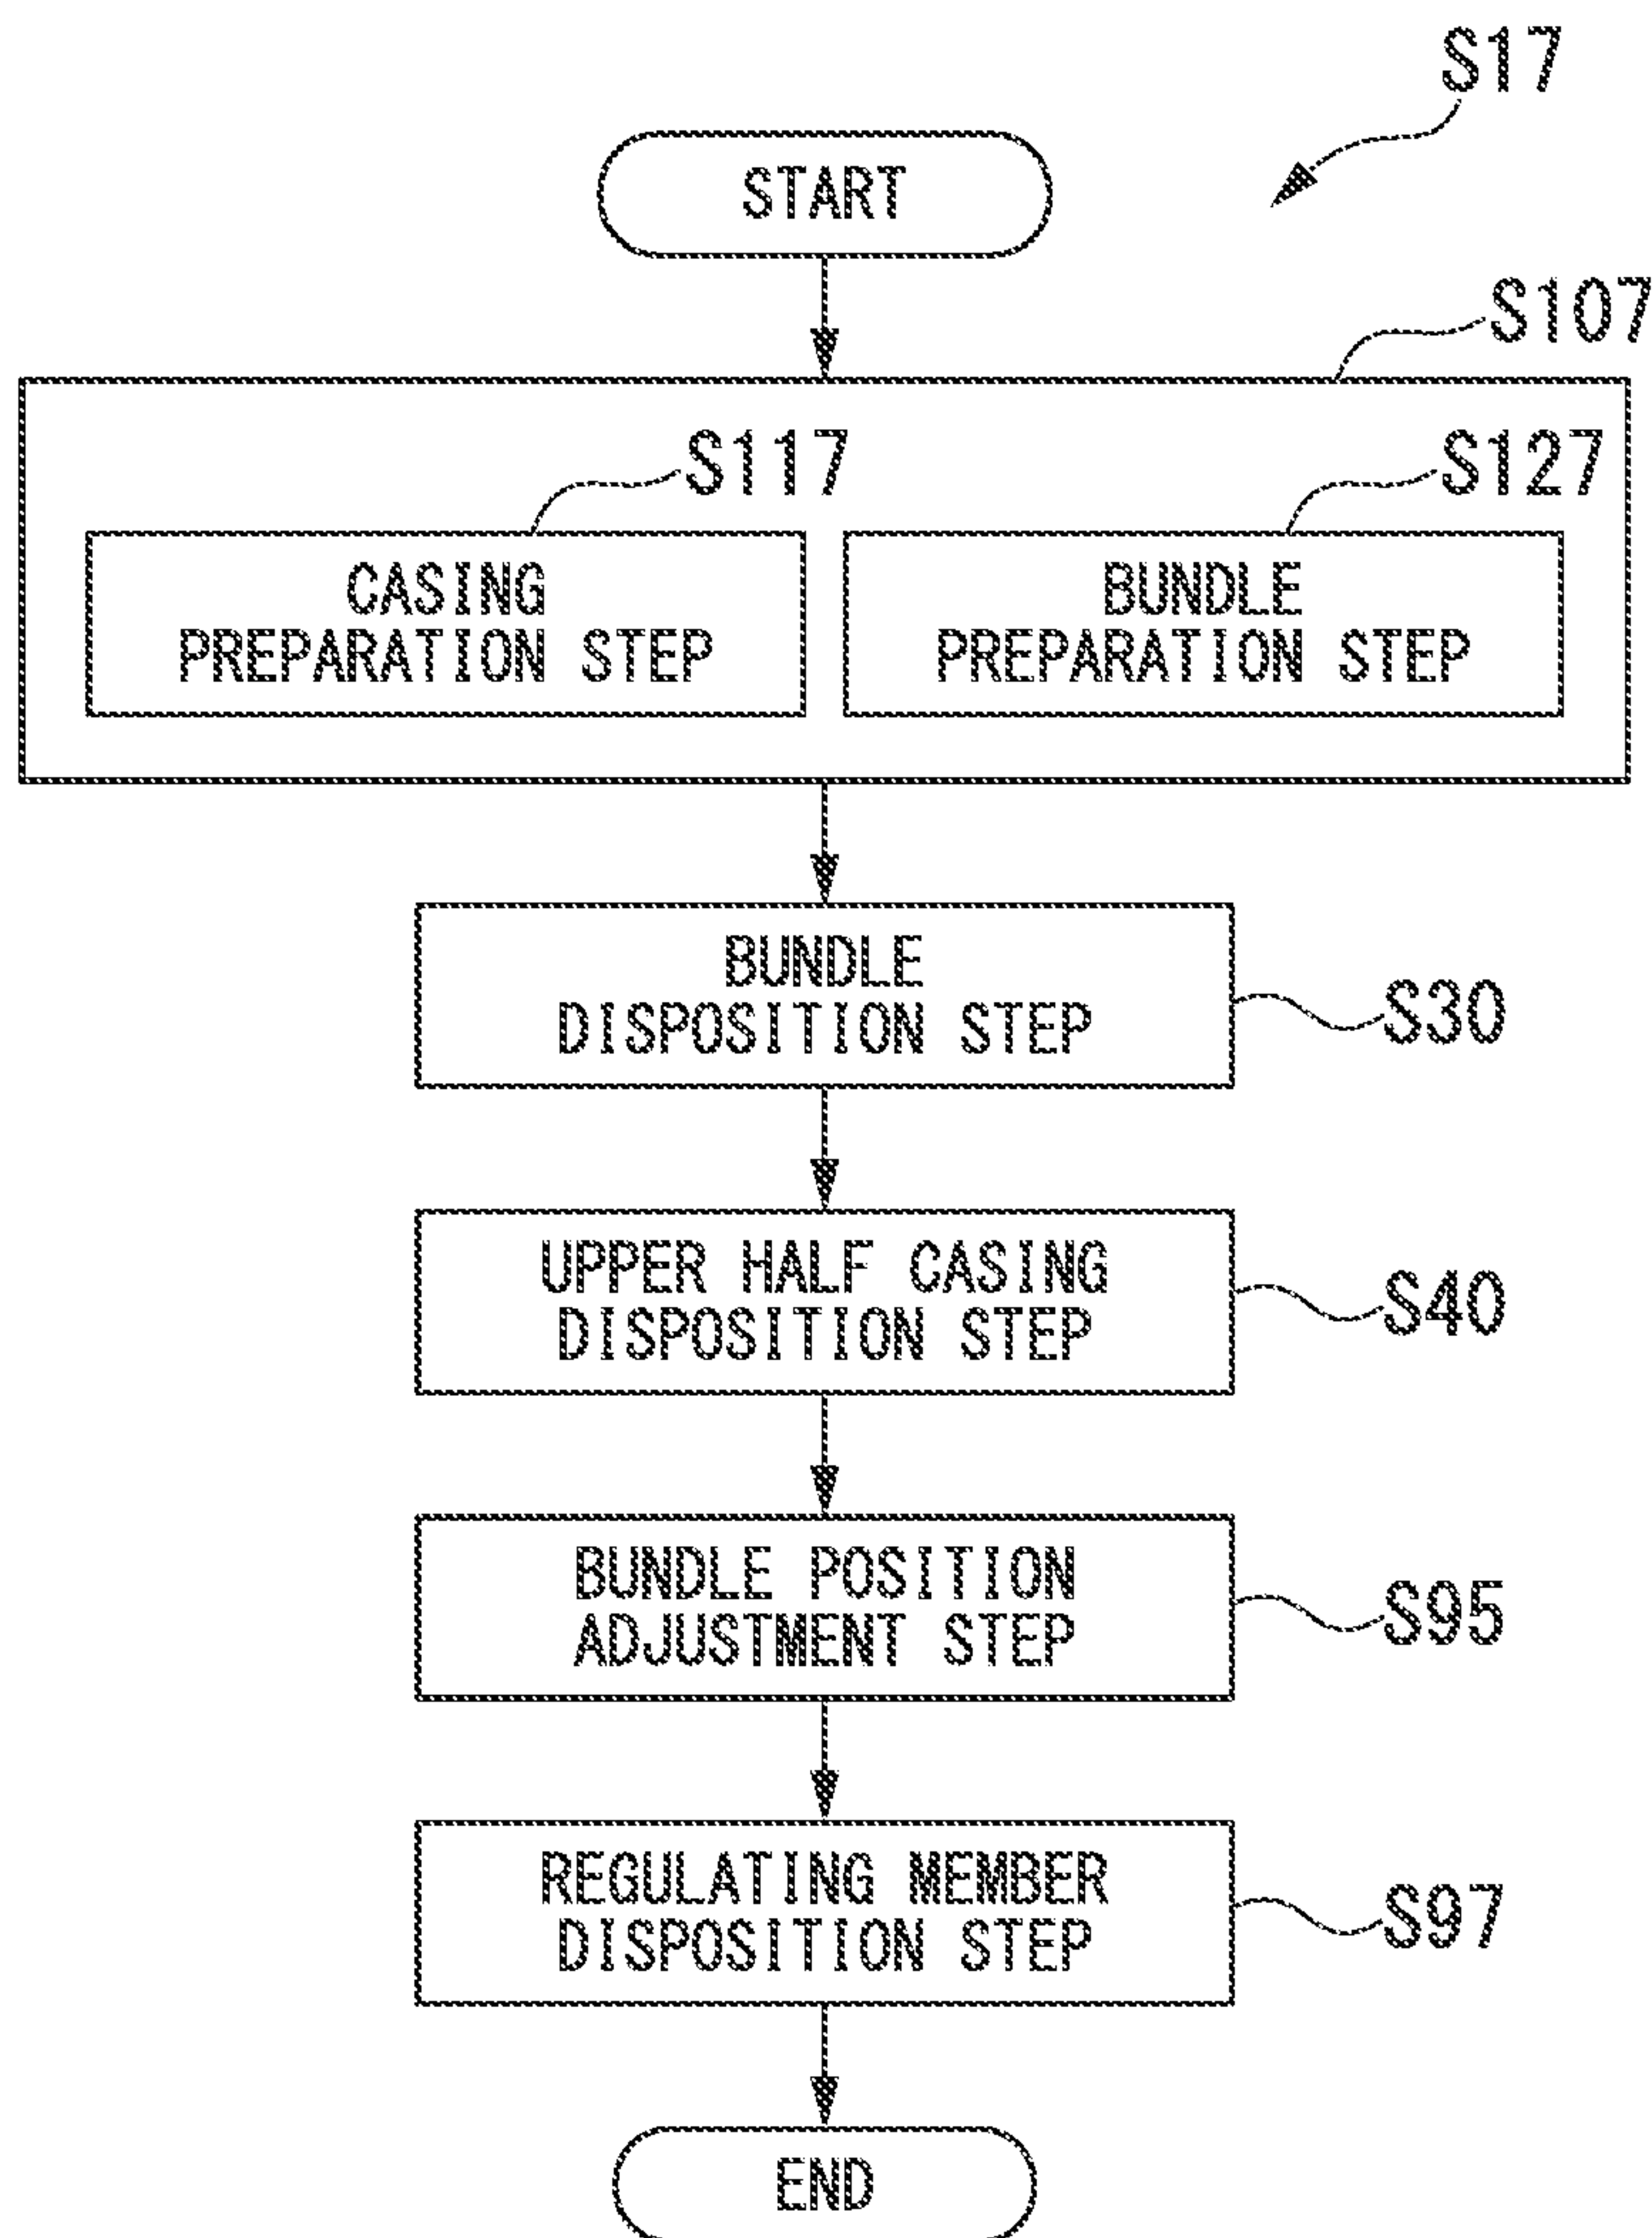 S17
START
S107
S117
S127
CASING
PREPARATION STEP
BUNDLE
PREPARATION STEP
BUNDLE
DISPOSITION STEP
S30
UPPER HALF CASING
DISPOSITION STEP
S40
BUNDLE POSITION
ADJUSTMENT STEP
S95
REGULATING MEMBER
DISPOSITION STEP
S97
END